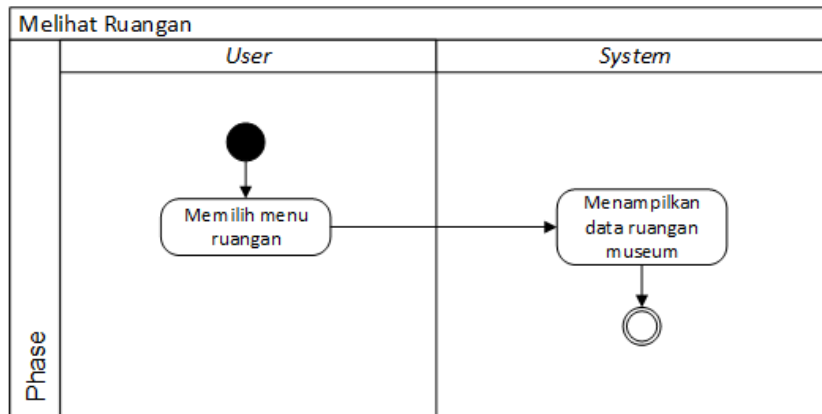 Melihat Ruangan
User
System
Memilih menu
ruangan
Menampilkan
data ruangan
museum
Phase